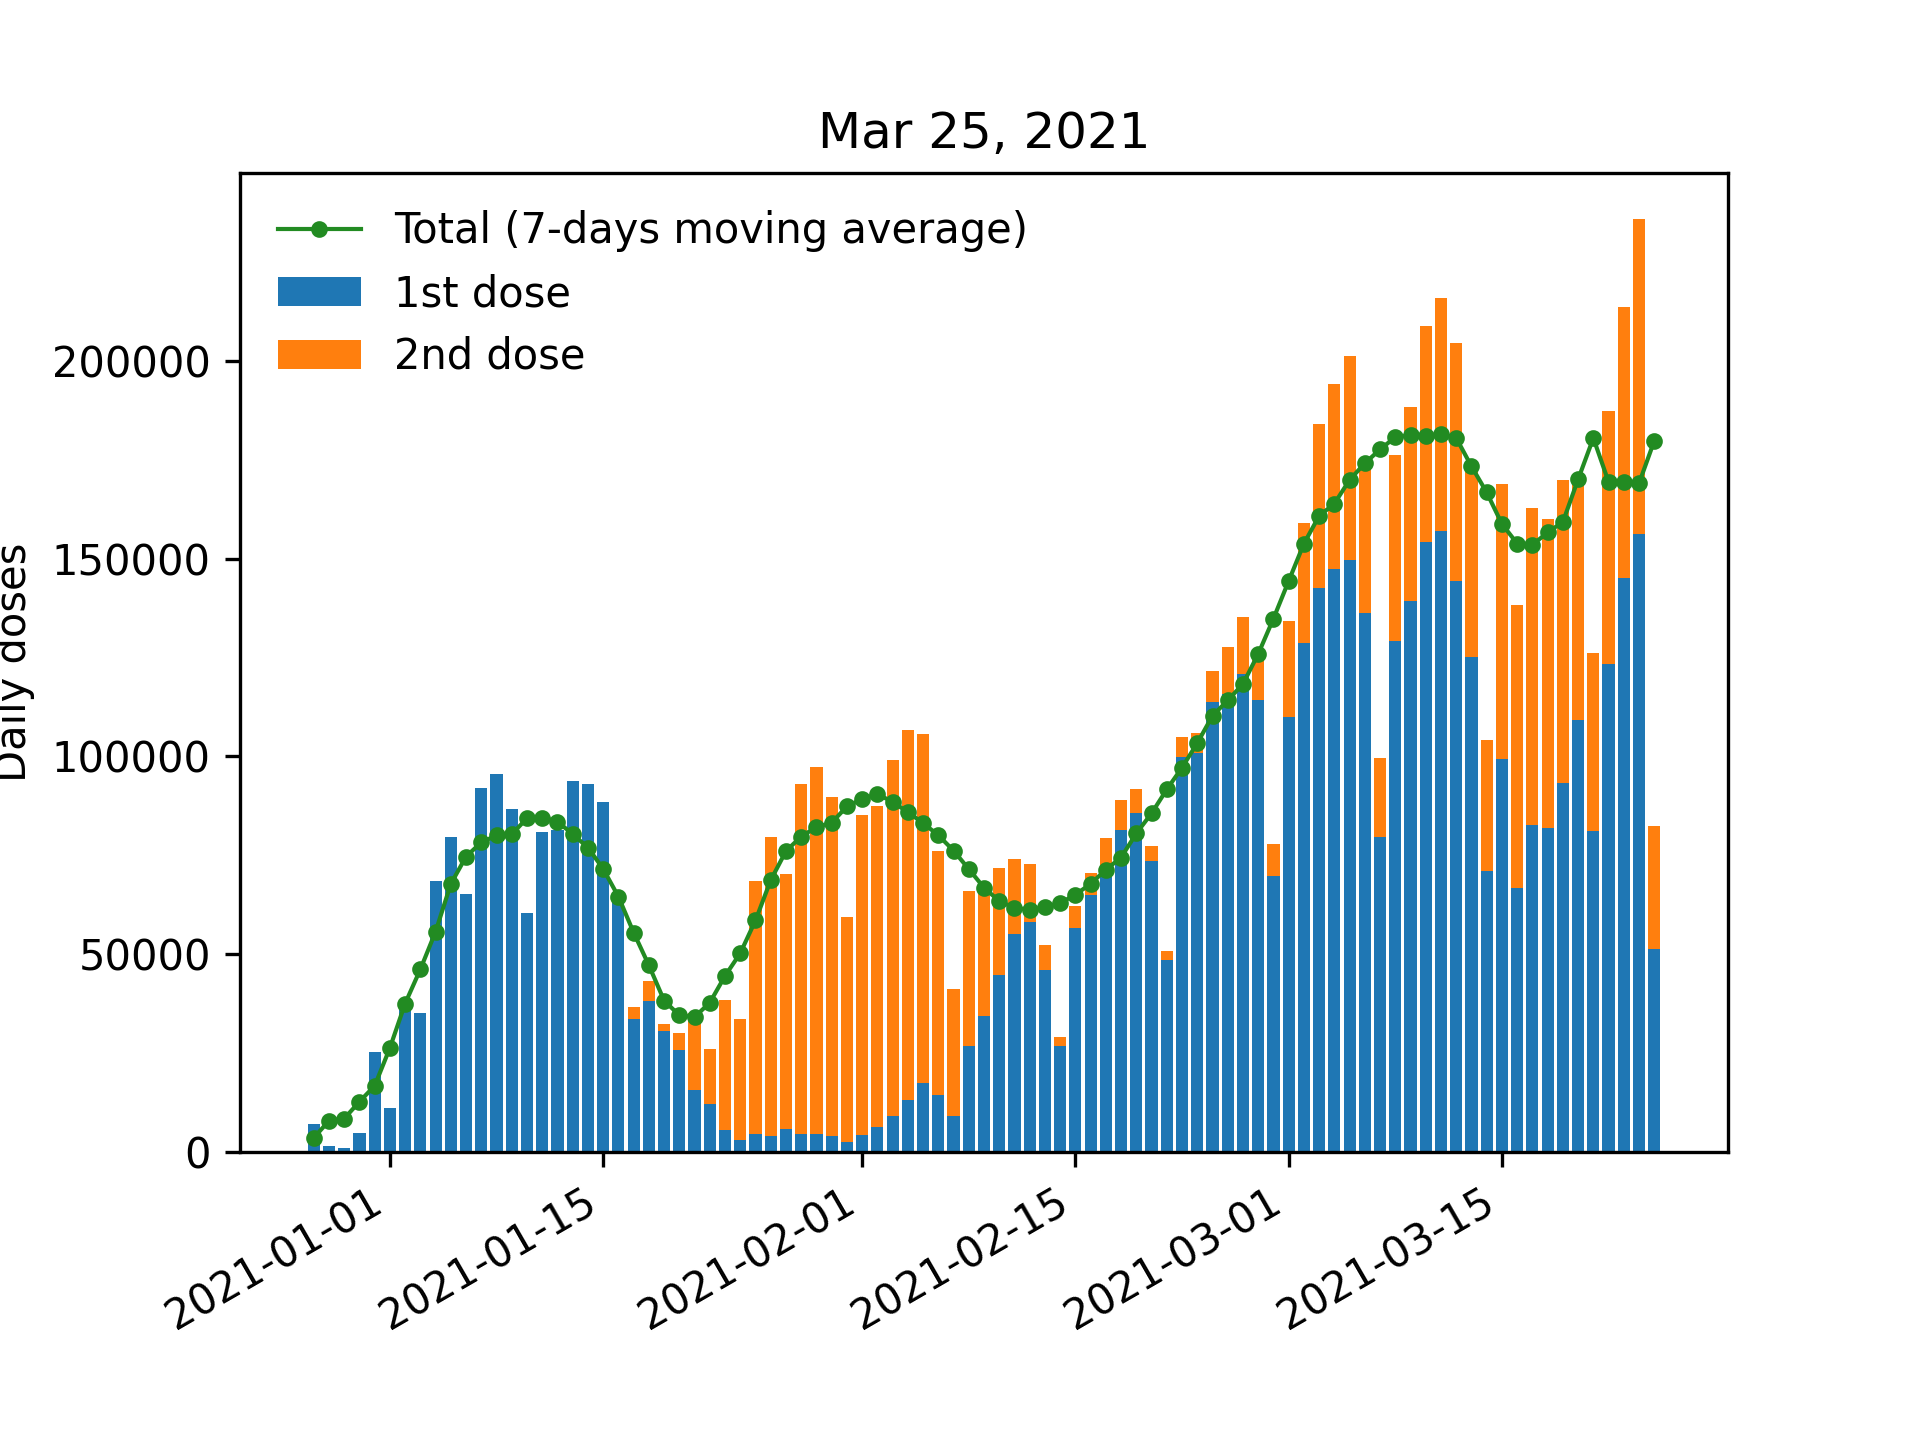 Mar 25, 2021
Total (7-days moving average)
1st dose
2nd dose
Daily doses
200000
150000
100000
50000
0
2021-01-01
2021-01-15
2021-02-01
2021-02-15
2021-03-01
2021-03-15